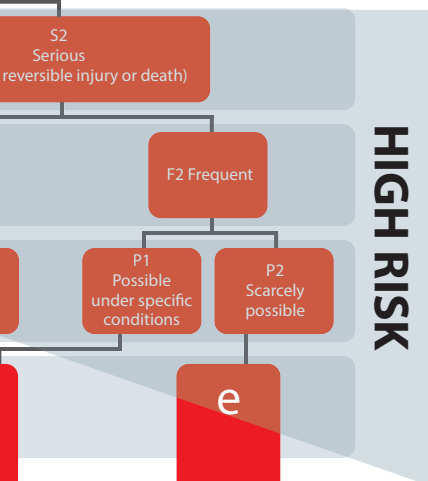 S2
Serious
reversible injury or death)
F2 Frequent
P1
Possible
under specific
conditions
P2
Scarcely
possible
e
HIGH RISK